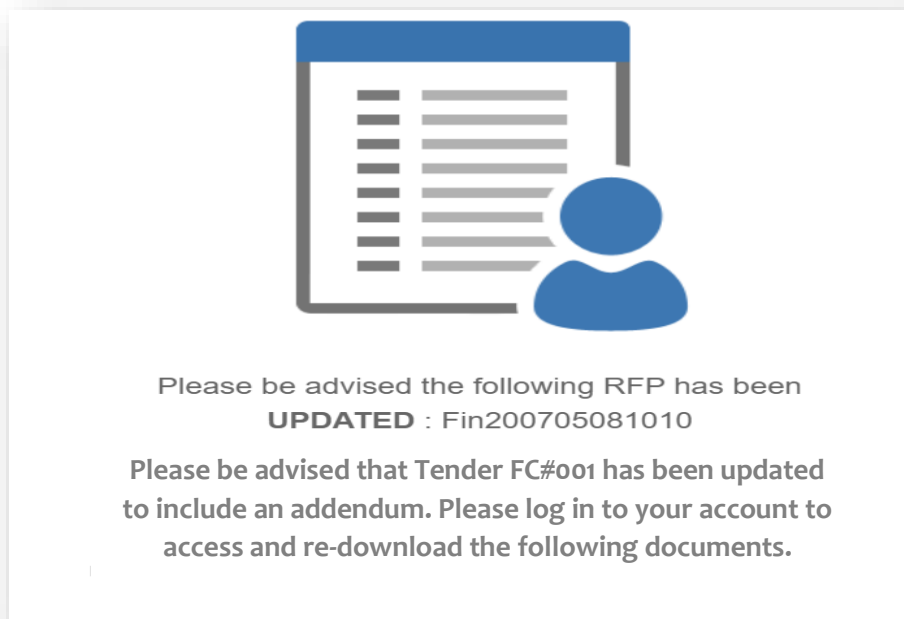 Please be advised the following RFP has been
UPDATED : Fin200705081010
Please be advised that Tender FC#001 has been updated
to include an addendum. Please log in to your account to
access and re-download the following documents.